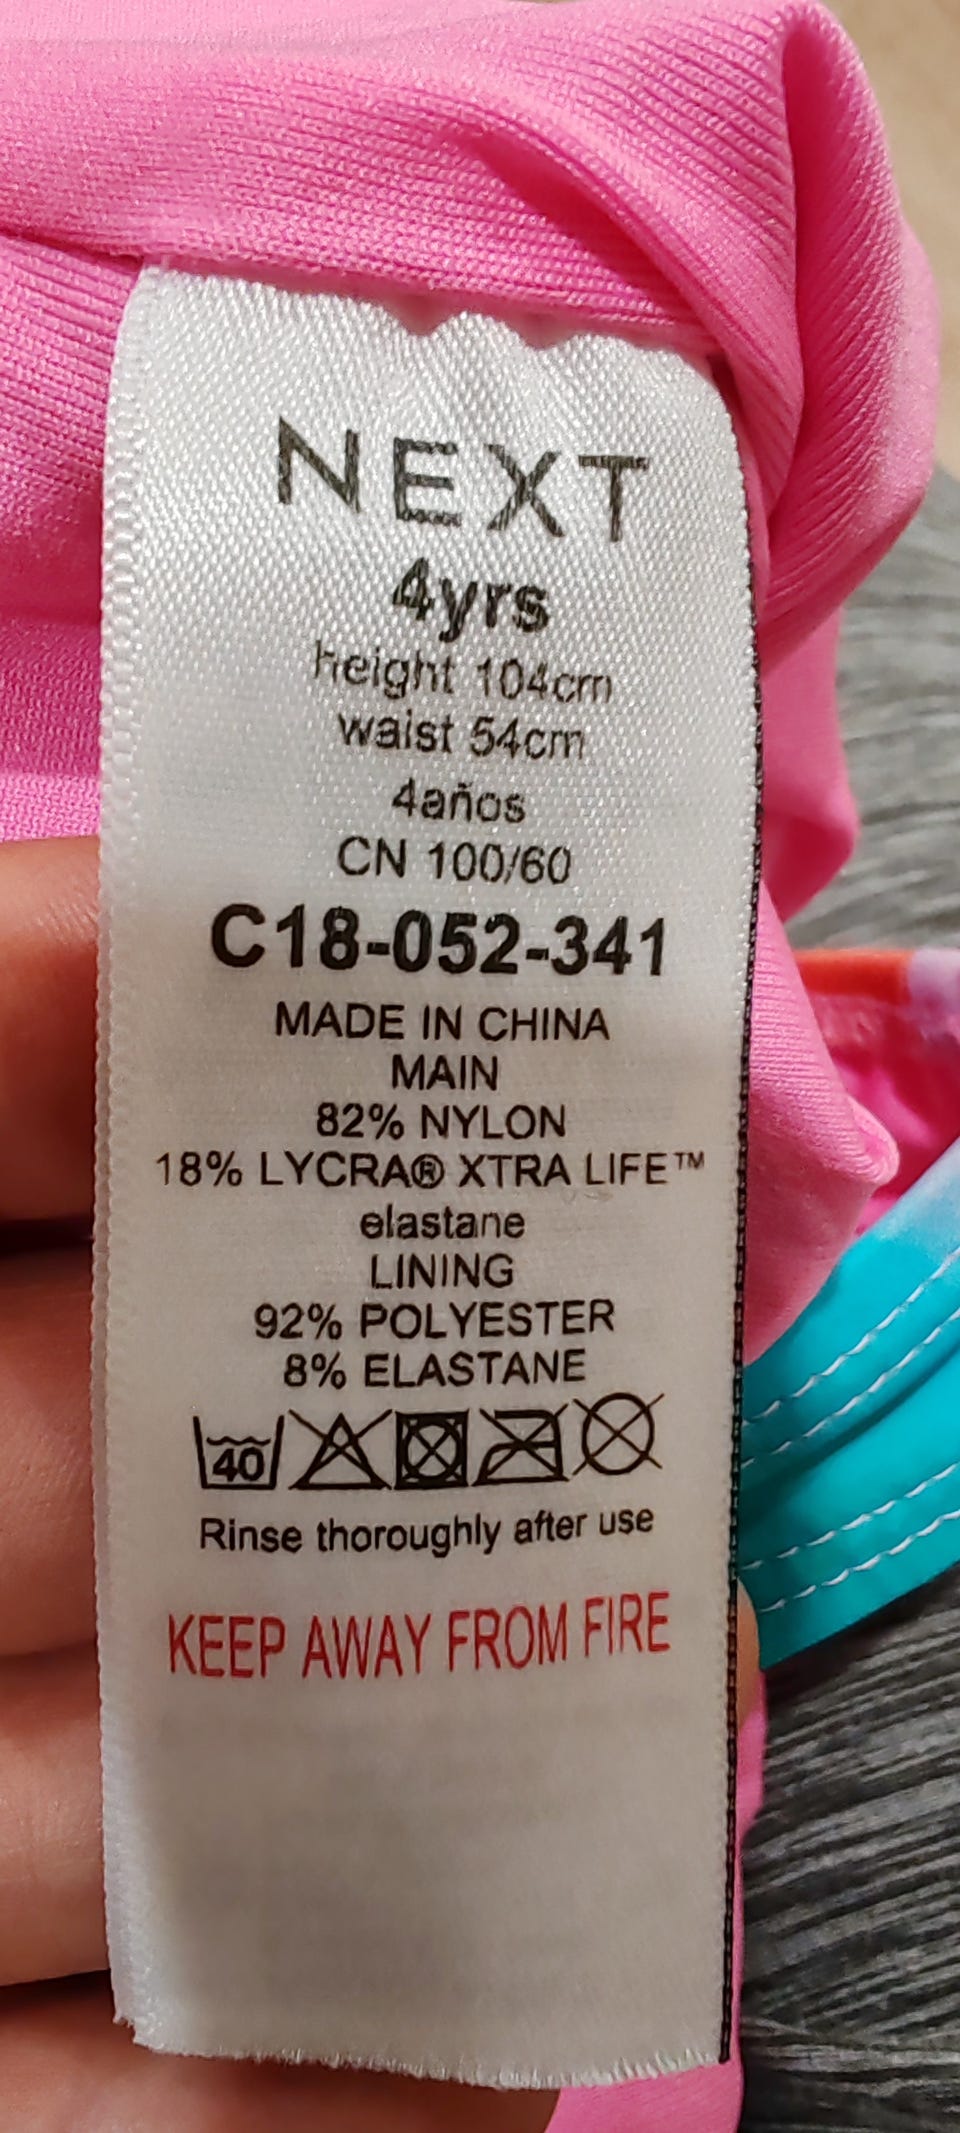 NEXT
4yrs
height 104cm
waist 54cm
4años
CN 100/60
C18-052-341
MADE IN CHINA
MAIN
82% NYLON
18% LYCRA® XTRA LIFE™
elastane
LINING
92% POLYESTER
8% ELASTANE
40
Rinse thoroughly after use
KEEP AWAY FROM FIRE